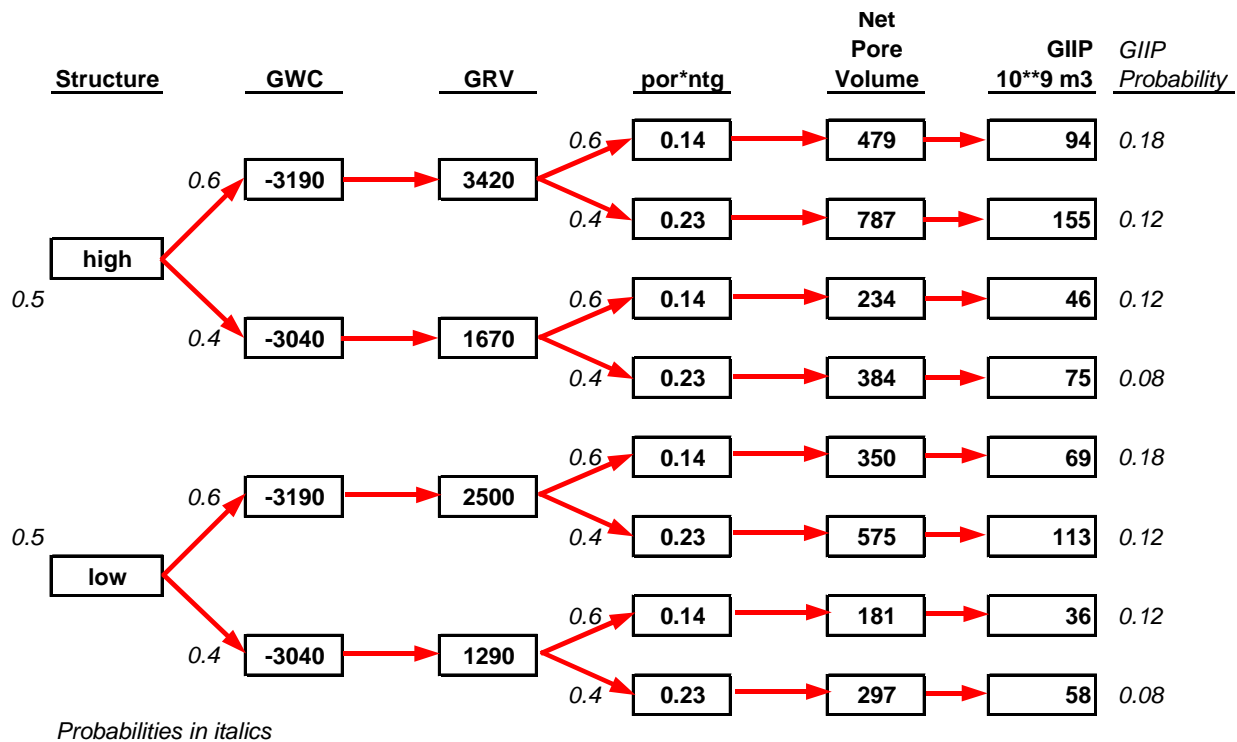 Structure GWC GRV por*ntg Net Pore Volume GIIP 10**9 m3 GIIP Probability
0.6 0.14 479 94 0.18
0.6 -3190 3420
0.4 0.23 787 155 0.12
high
0.5
0.6 0.14 234 46 0.12
0.4 -3040 1670
0.4 0.23 384 75 0.08
0.6 0.14 350 69 0.18
0.6 -3190 2500
0.5
0.4 0.23 575 113 0.12
low
0.6 0.14 181 36 0.12
0.4 -3040 1290
0.4 0.23 297 58 0.08
Probabilities in italics